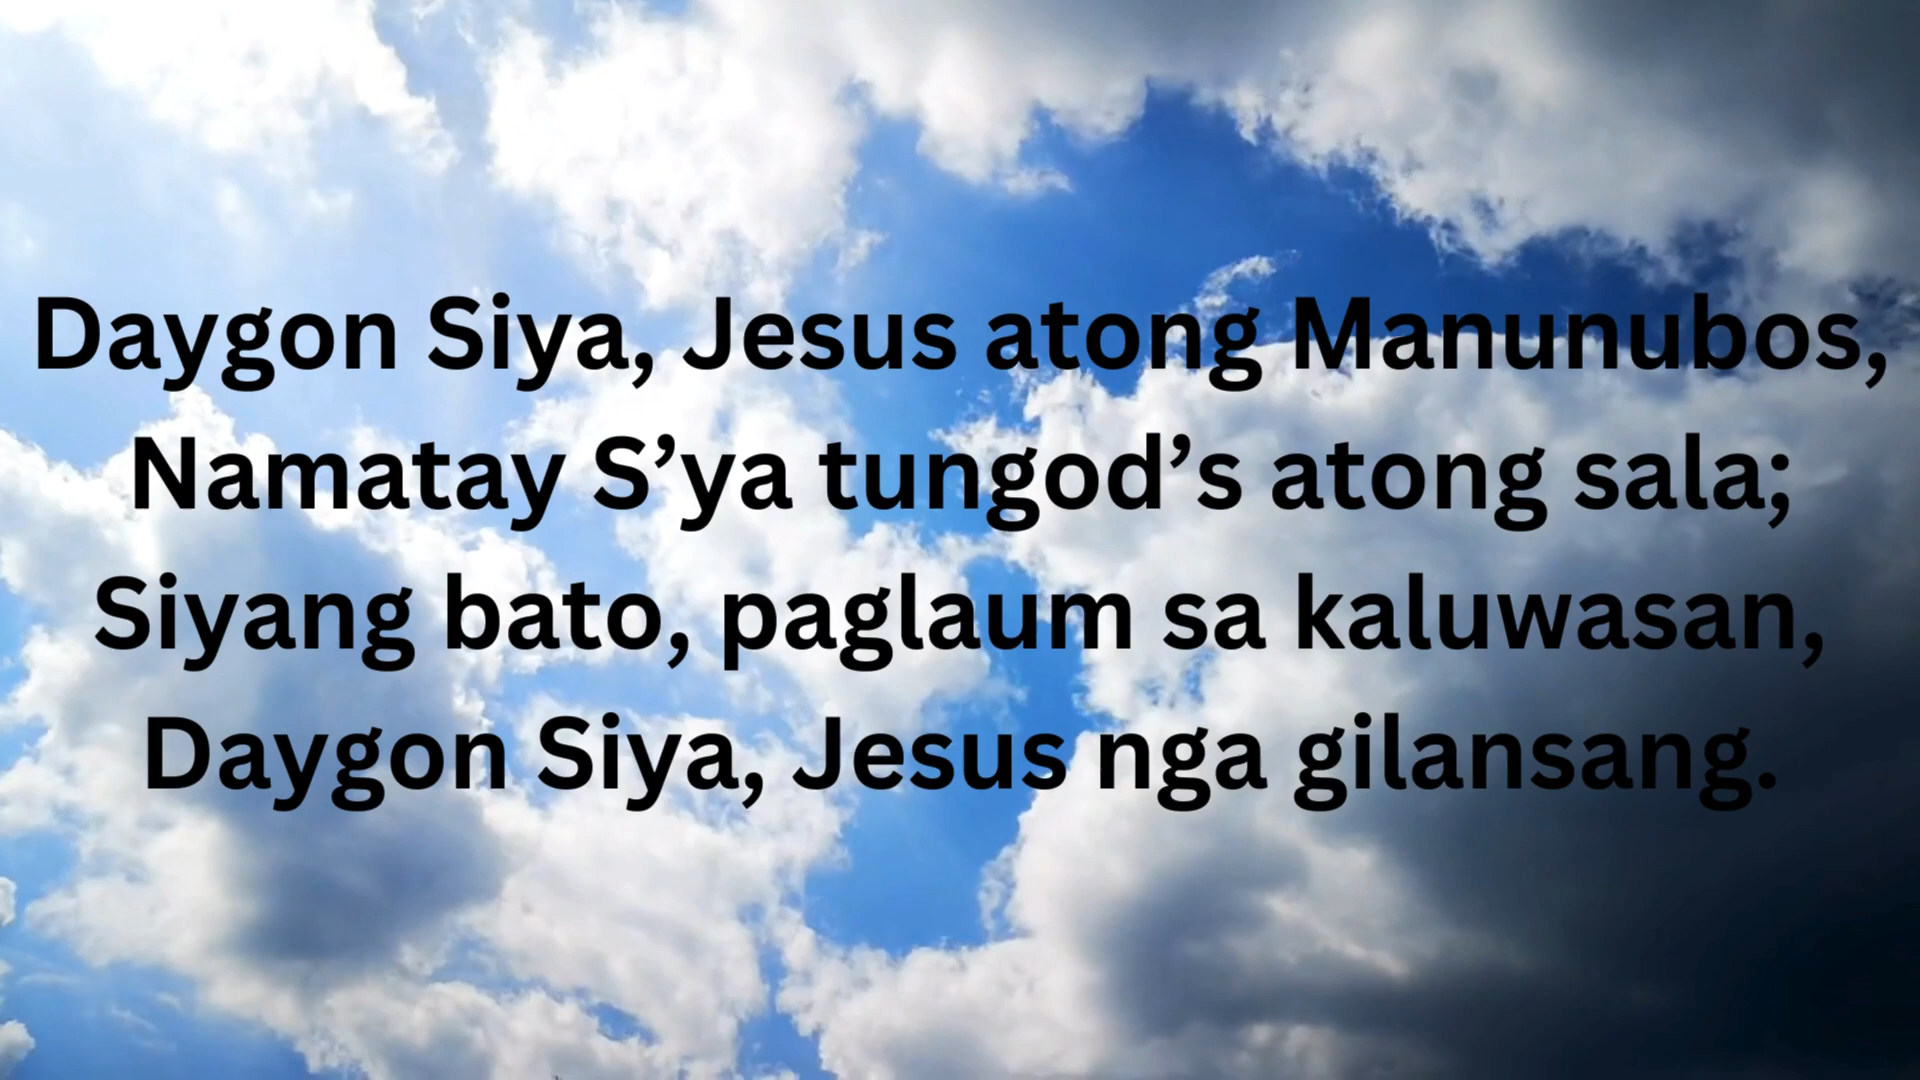 Daygon Siya, Jesus atong Manunubos,
Namatay S’ya tungod’s atong sala;
Siyang bato, paglaum sa kaluwasan,
Daygon Siya, Jesus nga gilansang.